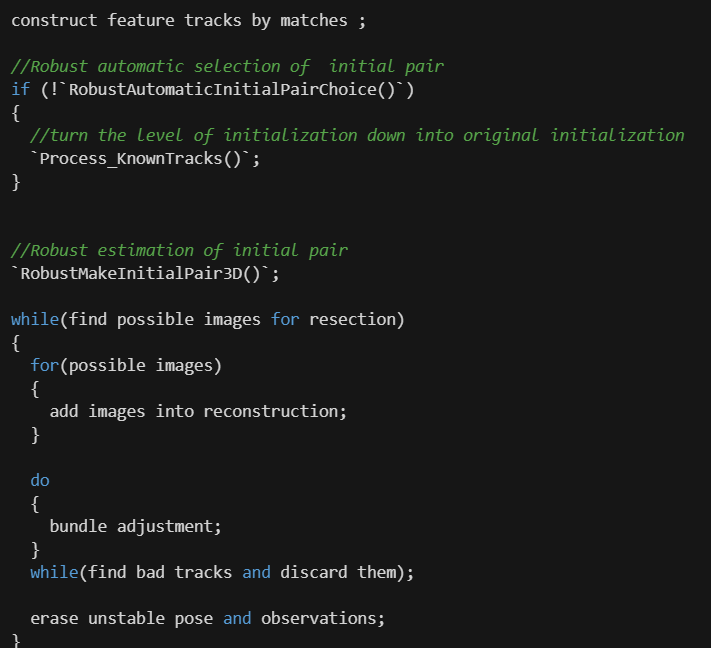 construct feature tracks by matches ;
//Robust automatic selection of  initial pair
if (!`RobustAutomaticInitialPairChoice()`)
{
//turn the level of initialization down into original initialization
`Process_KnownTracks()`;
}
//Robust estimation of initial pair
`RobustMakeInitialPair3D()`;
while(find possible images for resection)
{
for(possible images)
{
add images into reconstruction;
}
do
{
bundle adjustment;
}
while(find bad tracks and discard them);
erase unstable pose and observations;
}